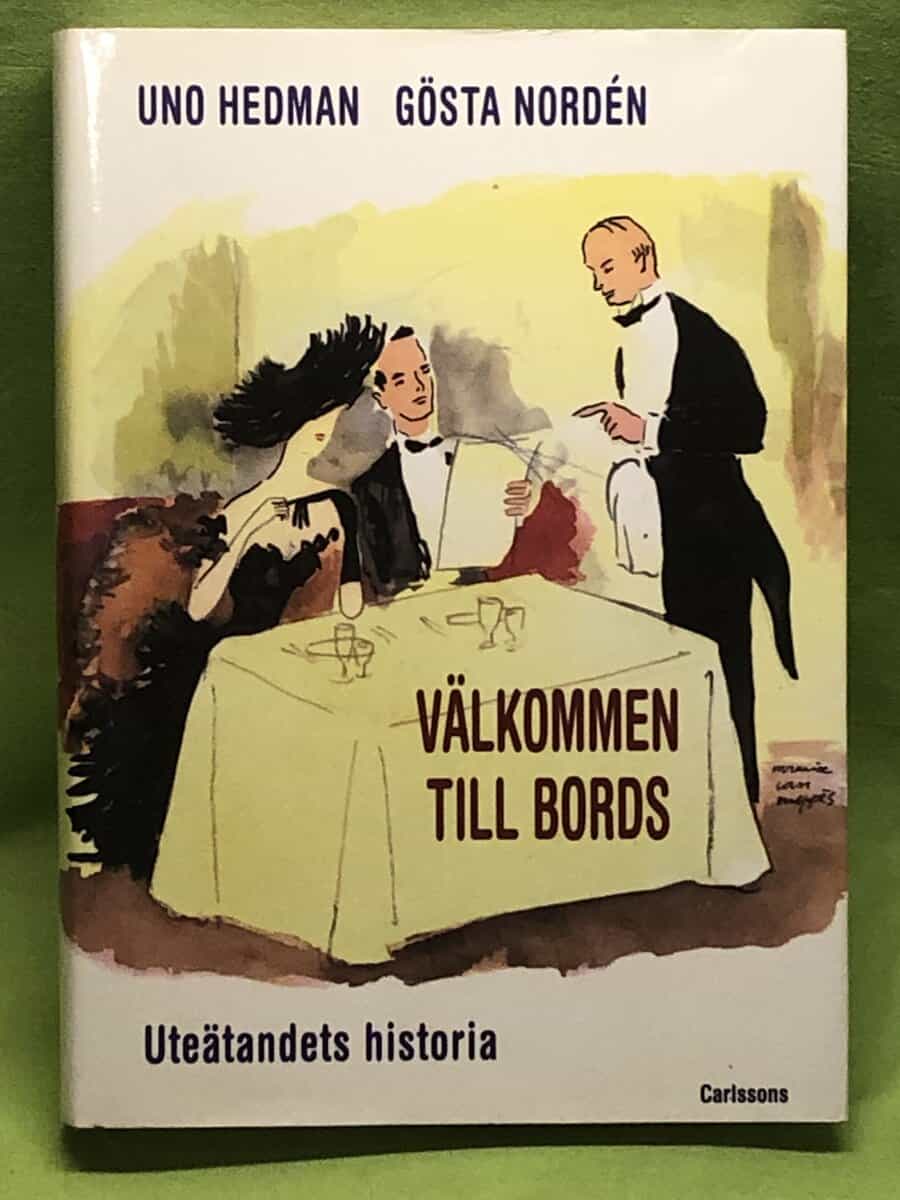 UNO HEDMAN GÖSTA NORDÉN
VÄLKOMMEN
TILL BORDS
Uteätandets historia
Carlssons